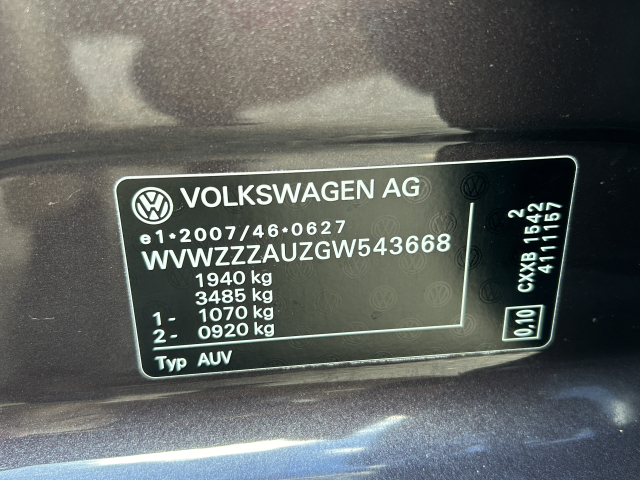 VOLKSWAGEN AG
e1*2007/46*0627
WVWZZZAUZGW543668
1940 kg
3485 kg
1- 1070 kg
2- 0920 kg
Typ AUV
2
CXXB 1542
4111157
0.10